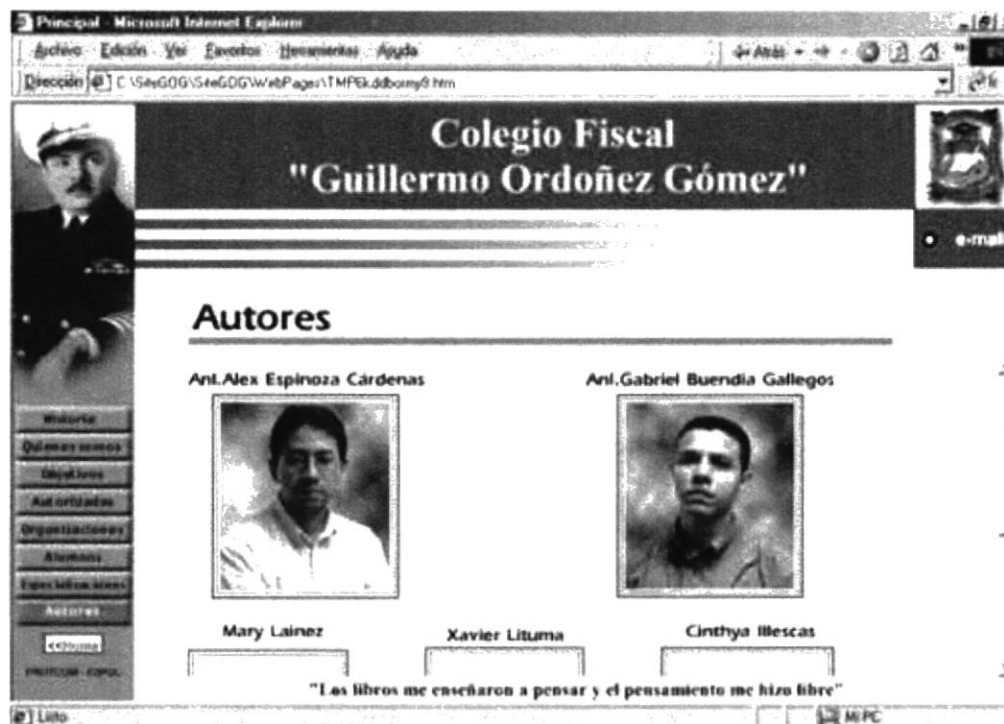 Principal - Microsoft Internet Explorer
Archivo Edición Ver Favoritos Herramientas Ayuda
Atrás
Dirección C:\SiteGOG\SiteGOG\WebPages\
Colegio Fiscal
"Guillermo Ordoñez Gómez"
e-mail
Autores
Anl.Alex Espinoza Cárdenas Anl.Gabriel Buendia Gallegos
Historia
Quienes somos
Objetivos
Autoridades
Organizaciones
Alumnos
Especializaciones
Autores
<<Home
PROTCOM - ESPOL
Mary Lainez Xavier Lituma Cinthya Illescas
"Los libros me enseñaron a pensar y el pensamiento me hizo libre"
Listo Mi PC